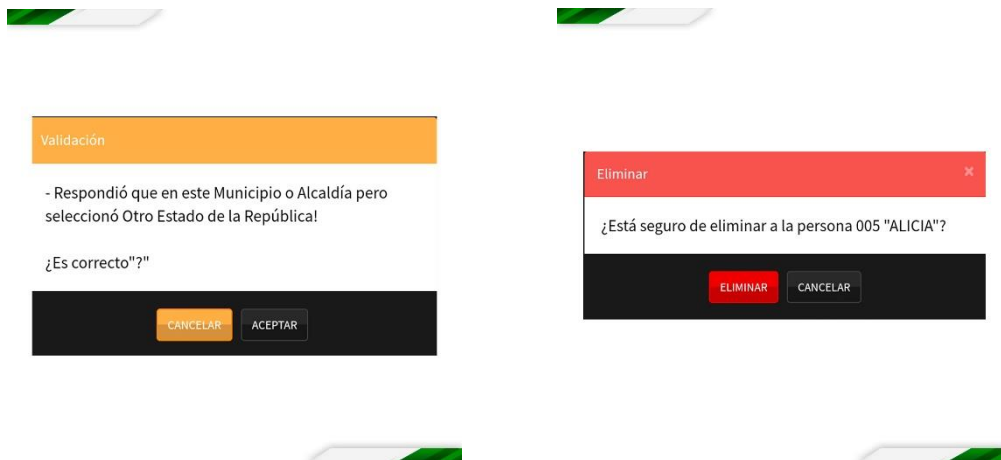 Validación
- Respondió que en este Municipio o Alcaldía pero
seleccionó Otro Estado de la República!
¿Es correcto"?"
CANCELAR ACEPTAR
Eliminar ×
¿Está seguro de eliminar a la persona 005 "ALICIA"?
ELIMINAR CANCELAR